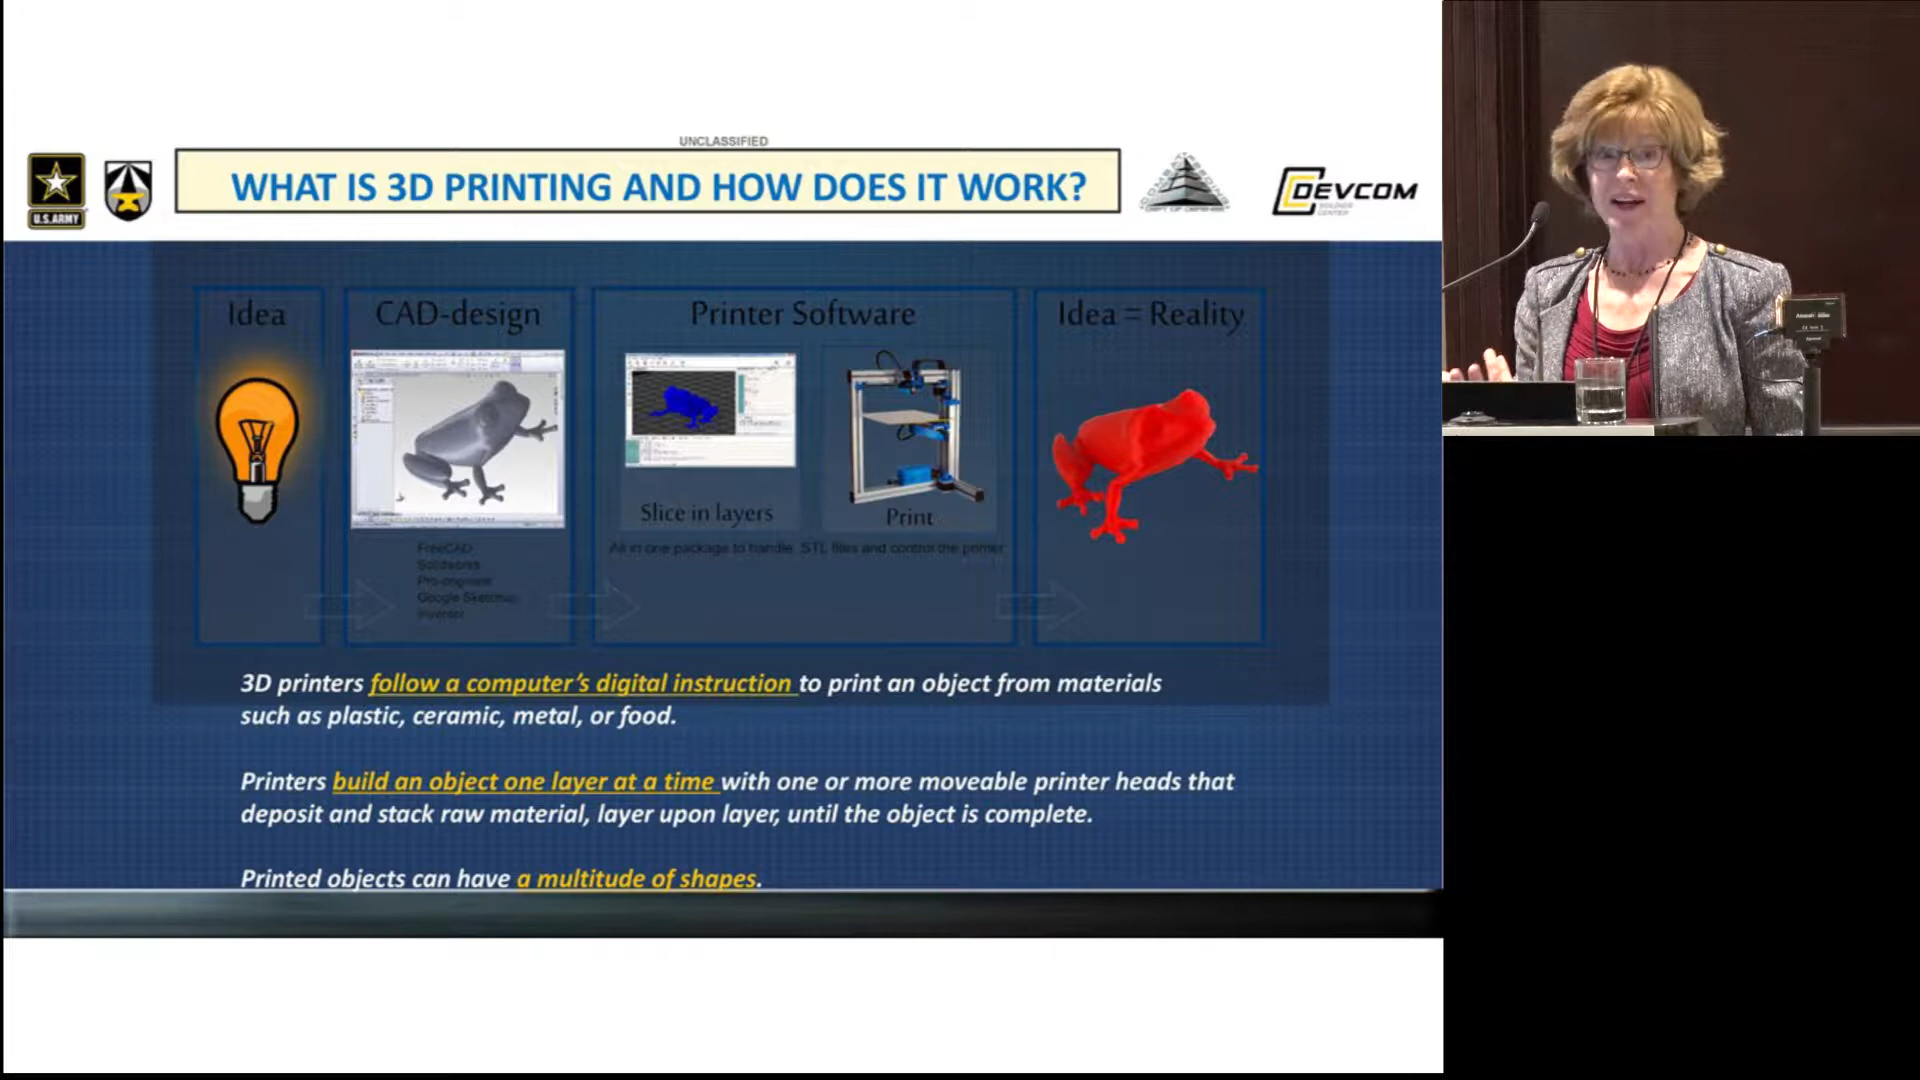 UNCLASSIFIED
WHAT IS 3D PRINTING AND HOW DOES IT WORK?
U.S.ARMY
DEVCOM
SOLDIER
CENTER
Idea
CAD-design
Printer Software
Idea = Reality
Slice in layers
Print
FreeCAD
Solidworks
Pro-engineer
Google Sketchup
Inventor
All in one package to handle .STL files and control the printer
3D printers follow a computer's digital instruction to print an object from materials
such as plastic, ceramic, metal, or food.
Printers build an object one layer at a time with one or more moveable printer heads that
deposit and stack raw material, layer upon layer, until the object is complete.
Printed objects can have a multitude of shapes.